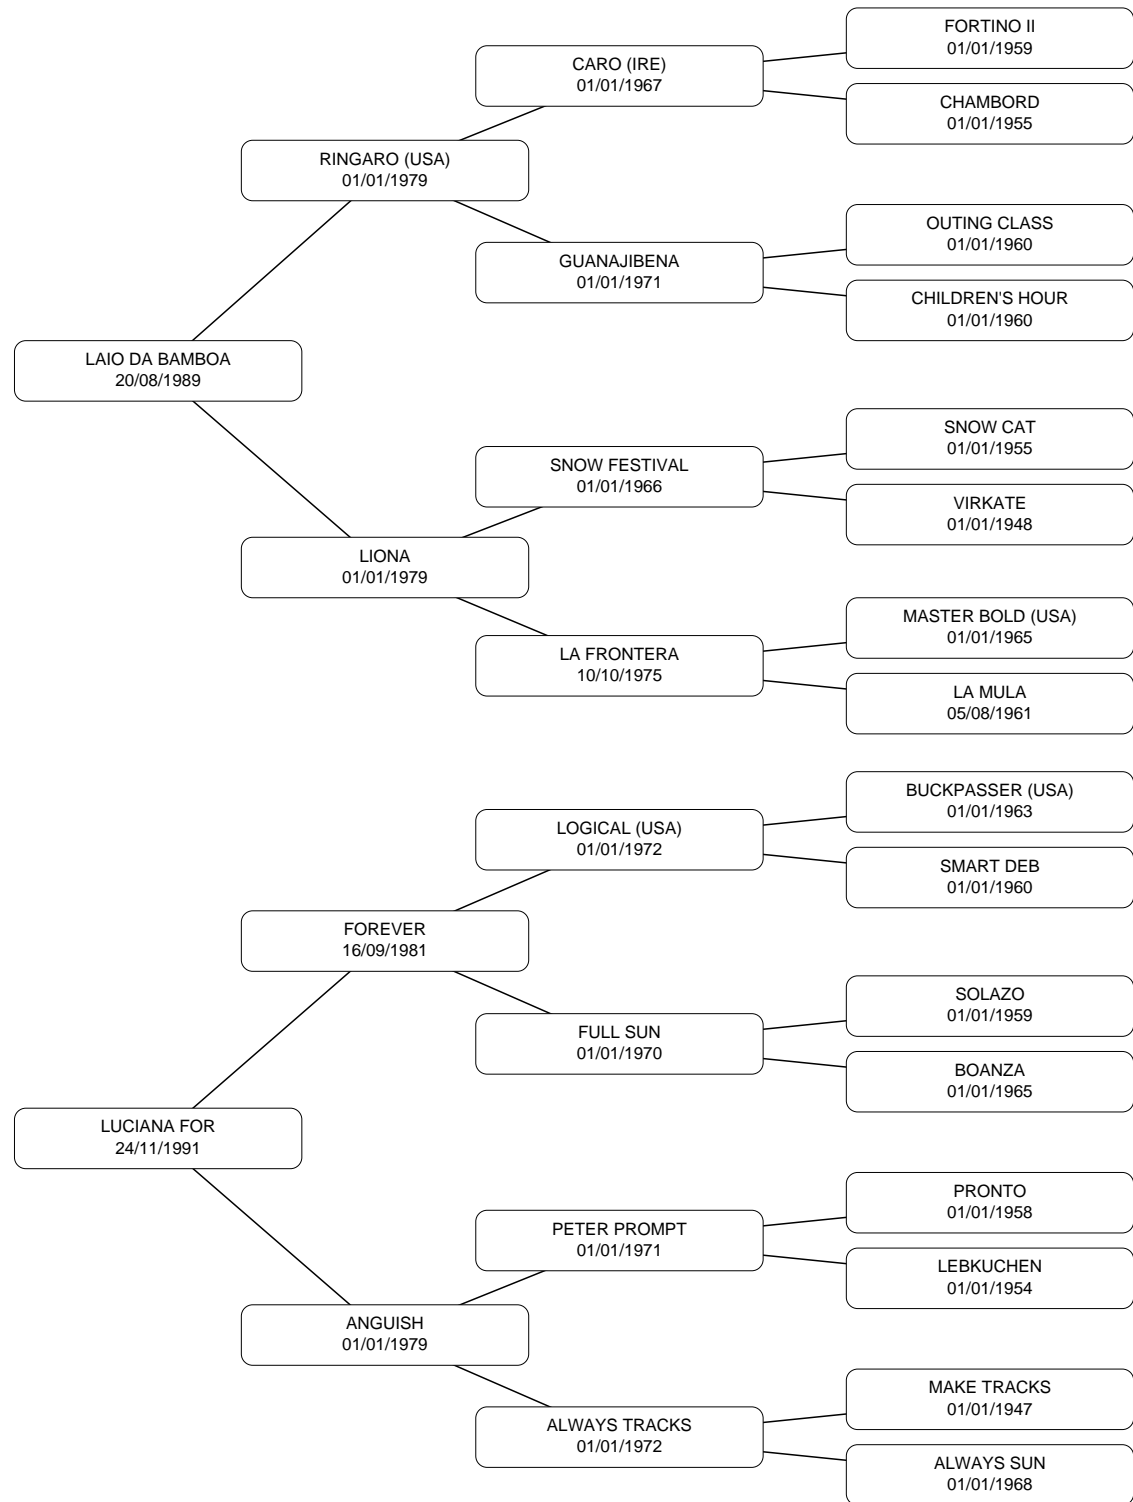 FORTINO II
01/01/1959
CARO (IRE)
01/01/1967
CHAMBORD
01/01/1955
RINGARO (USA)
01/01/1979
OUTING CLASS
01/01/1960
GUANAJIBENA
01/01/1971
CHILDREN'S HOUR
01/01/1960
LAIO DA BAMBOA
20/08/1989
SNOW CAT
01/01/1955
SNOW FESTIVAL
01/01/1966
VIRKATE
01/01/1948
LIONA
01/01/1979
MASTER BOLD (USA)
01/01/1965
LA FRONTERA
10/10/1975
LA MULA
05/08/1961
BUCKPASSER (USA)
01/01/1963
LOGICAL (USA)
01/01/1972
SMART DEB
01/01/1960
FOREVER
16/09/1981
SOLAZO
01/01/1959
FULL SUN
01/01/1970
BOANZA
01/01/1965
LUCIANA FOR
24/11/1991
PRONTO
01/01/1958
PETER PROMPT
01/01/1971
LEBKUCHEN
01/01/1954
ANGUISH
01/01/1979
MAKE TRACKS
01/01/1947
ALWAYS TRACKS
01/01/1972
ALWAYS SUN
01/01/1968